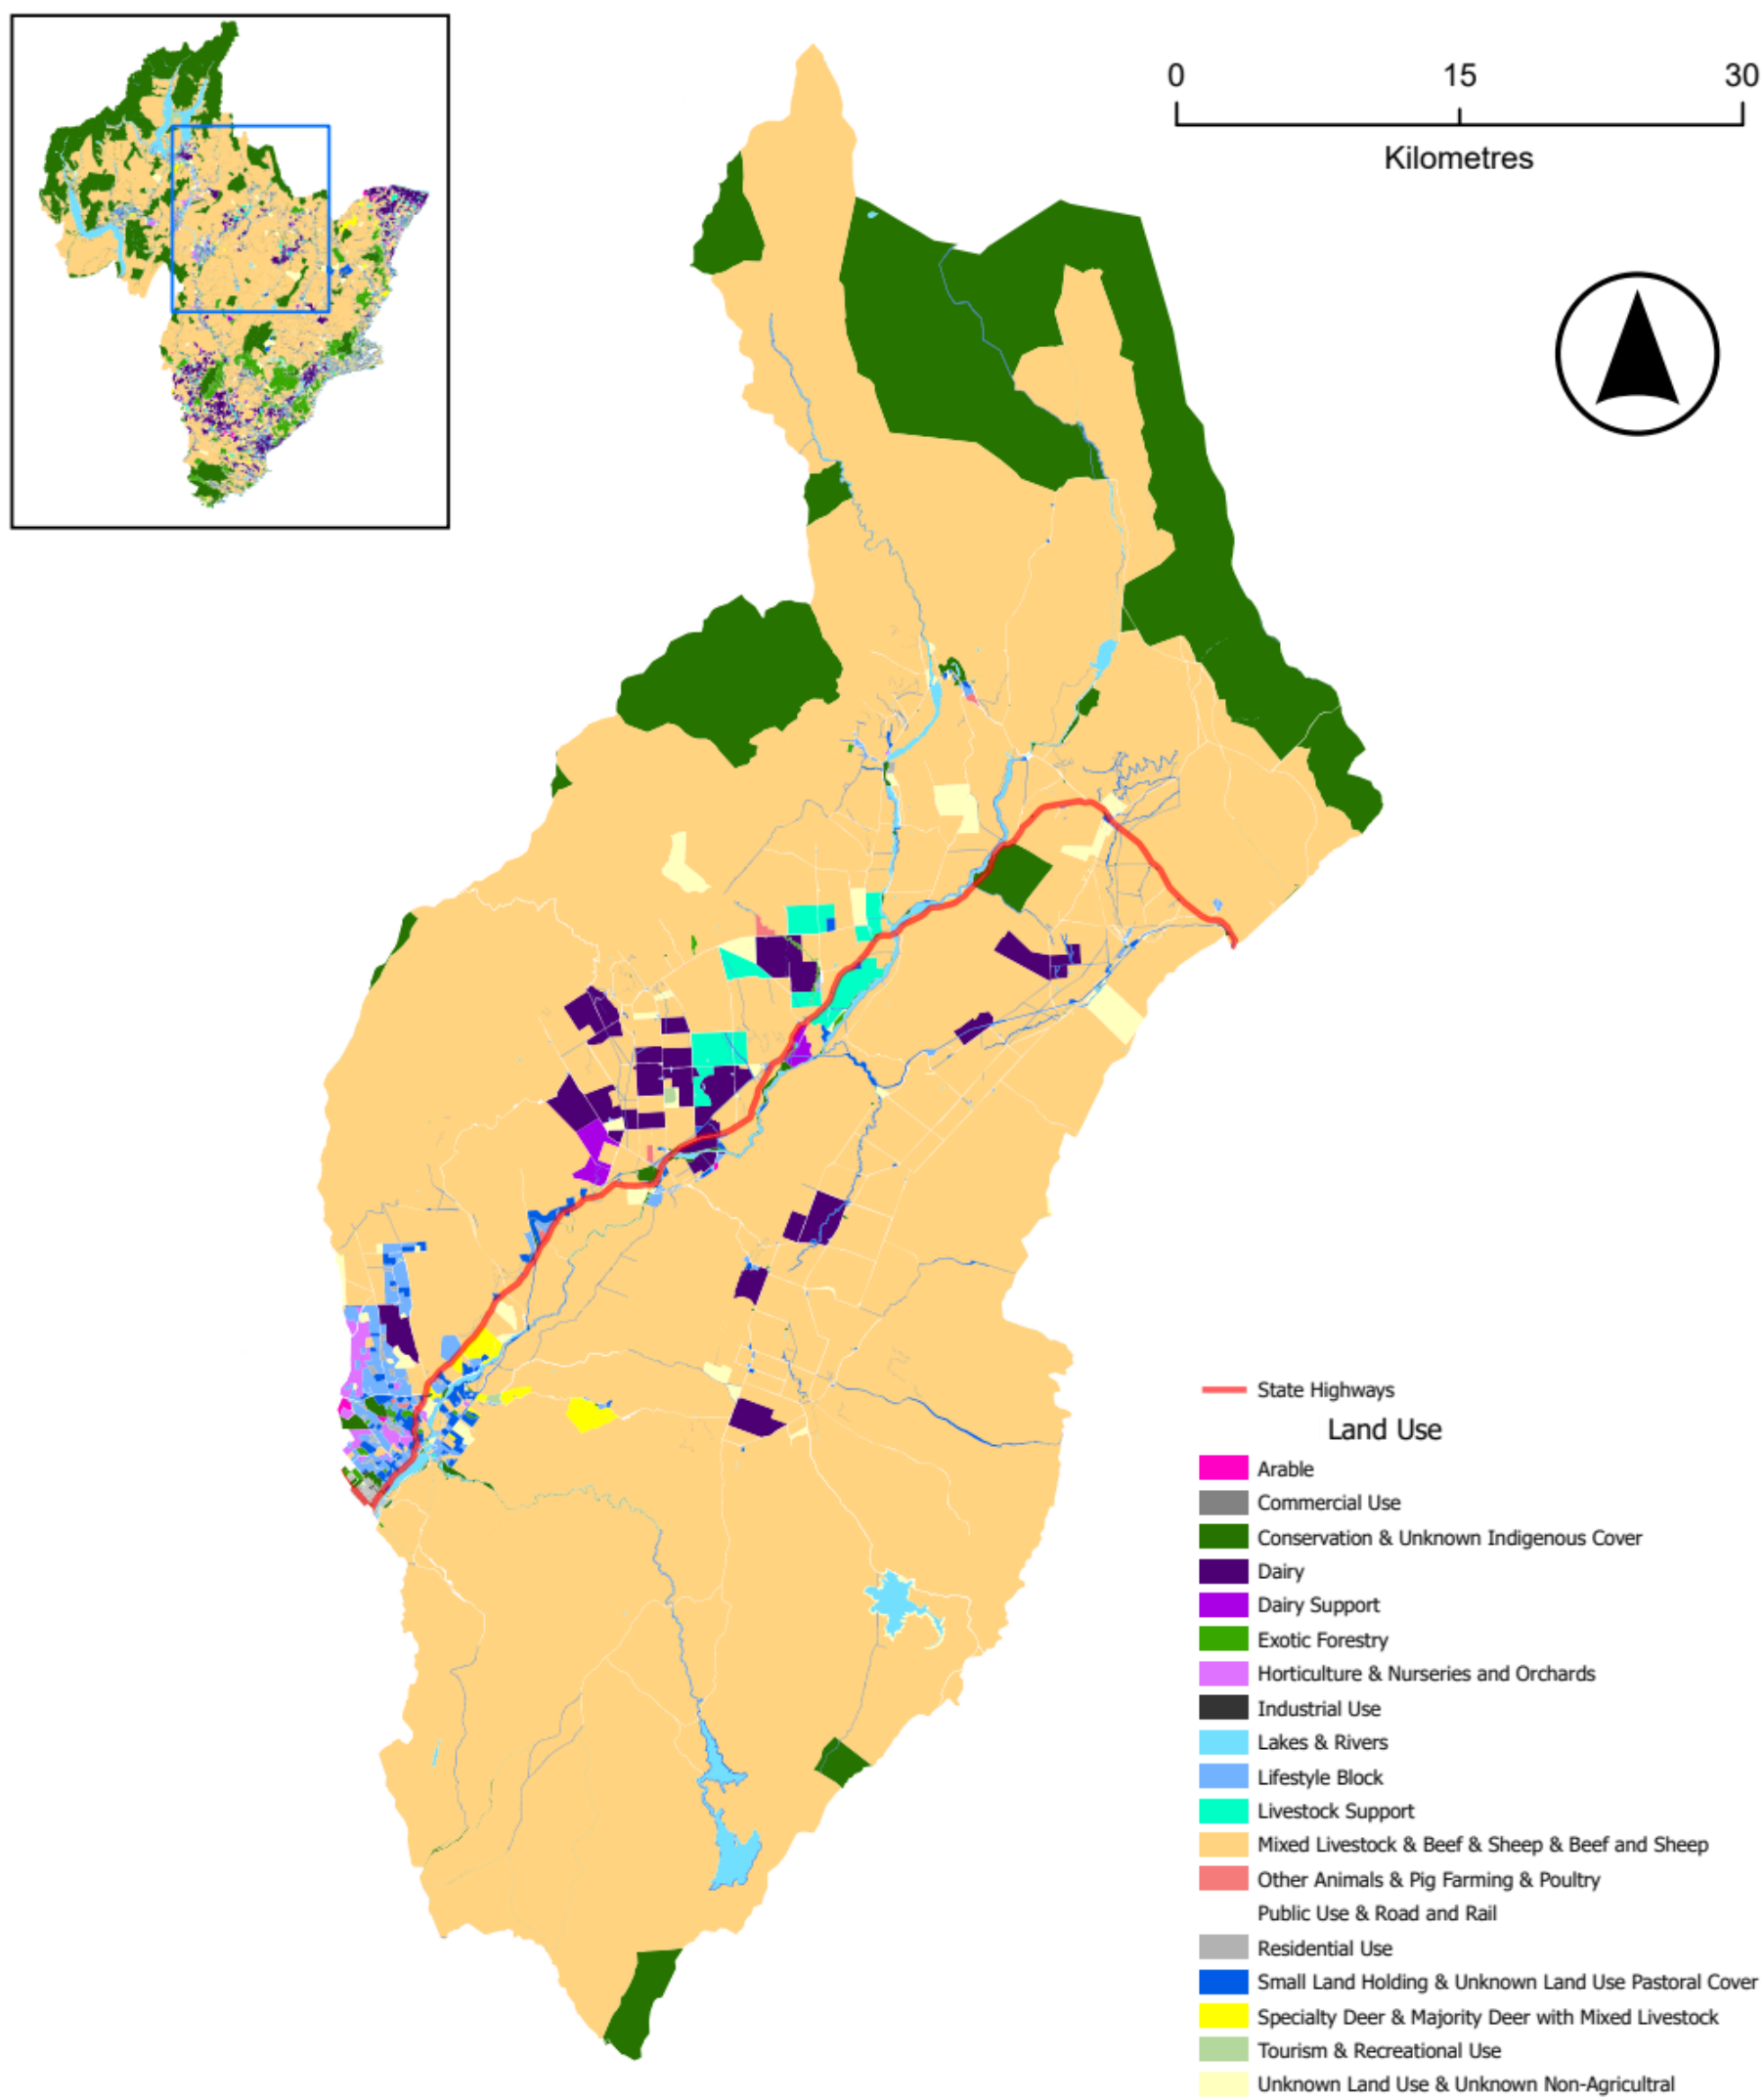 0 15 30
Kilometres
State Highways
Land Use
Arable
Commercial Use
Conservation & Unknown Indigenous Cover
Dairy
Dairy Support
Exotic Forestry
Horticulture & Nurseries and Orchards
Industrial Use
Lakes & Rivers
Lifestyle Block
Livestock Support
Mixed Livestock & Beef & Sheep & Beef and Sheep
Other Animals & Pig Farming & Poultry
Public Use & Road and Rail
Residential Use
Small Land Holding & Unknown Land Use Pastoral Cover
Specialty Deer & Majority Deer with Mixed Livestock
Tourism & Recreational Use
Unknown Land Use & Unknown Non-Agricultral